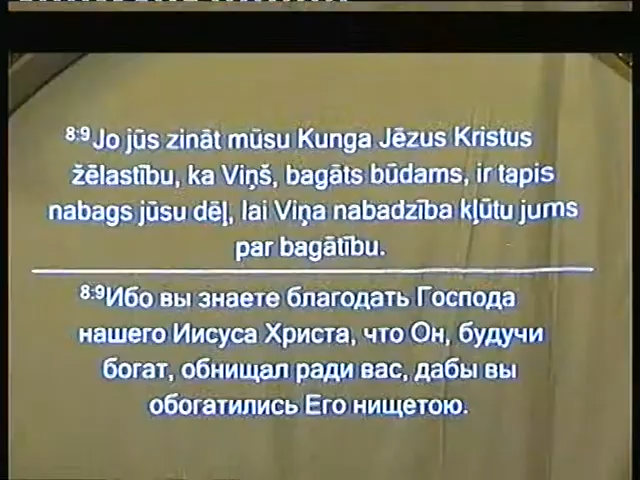 8:9Jo jūs zināt mūsu Kunga Jēzus Kristus
žēlastību, ka Viņš, bagāts būdams, ir tapis
nabags jūsu dēļ, lai Viņa nabadzība kļūtu jums
par bagātību.
8:9Ибо вы знаете благодать Господа
нашего Иисуса Христа, что Он, будучи
богат, обнищал ради вас, дабы вы
обогатились Его нищетою.